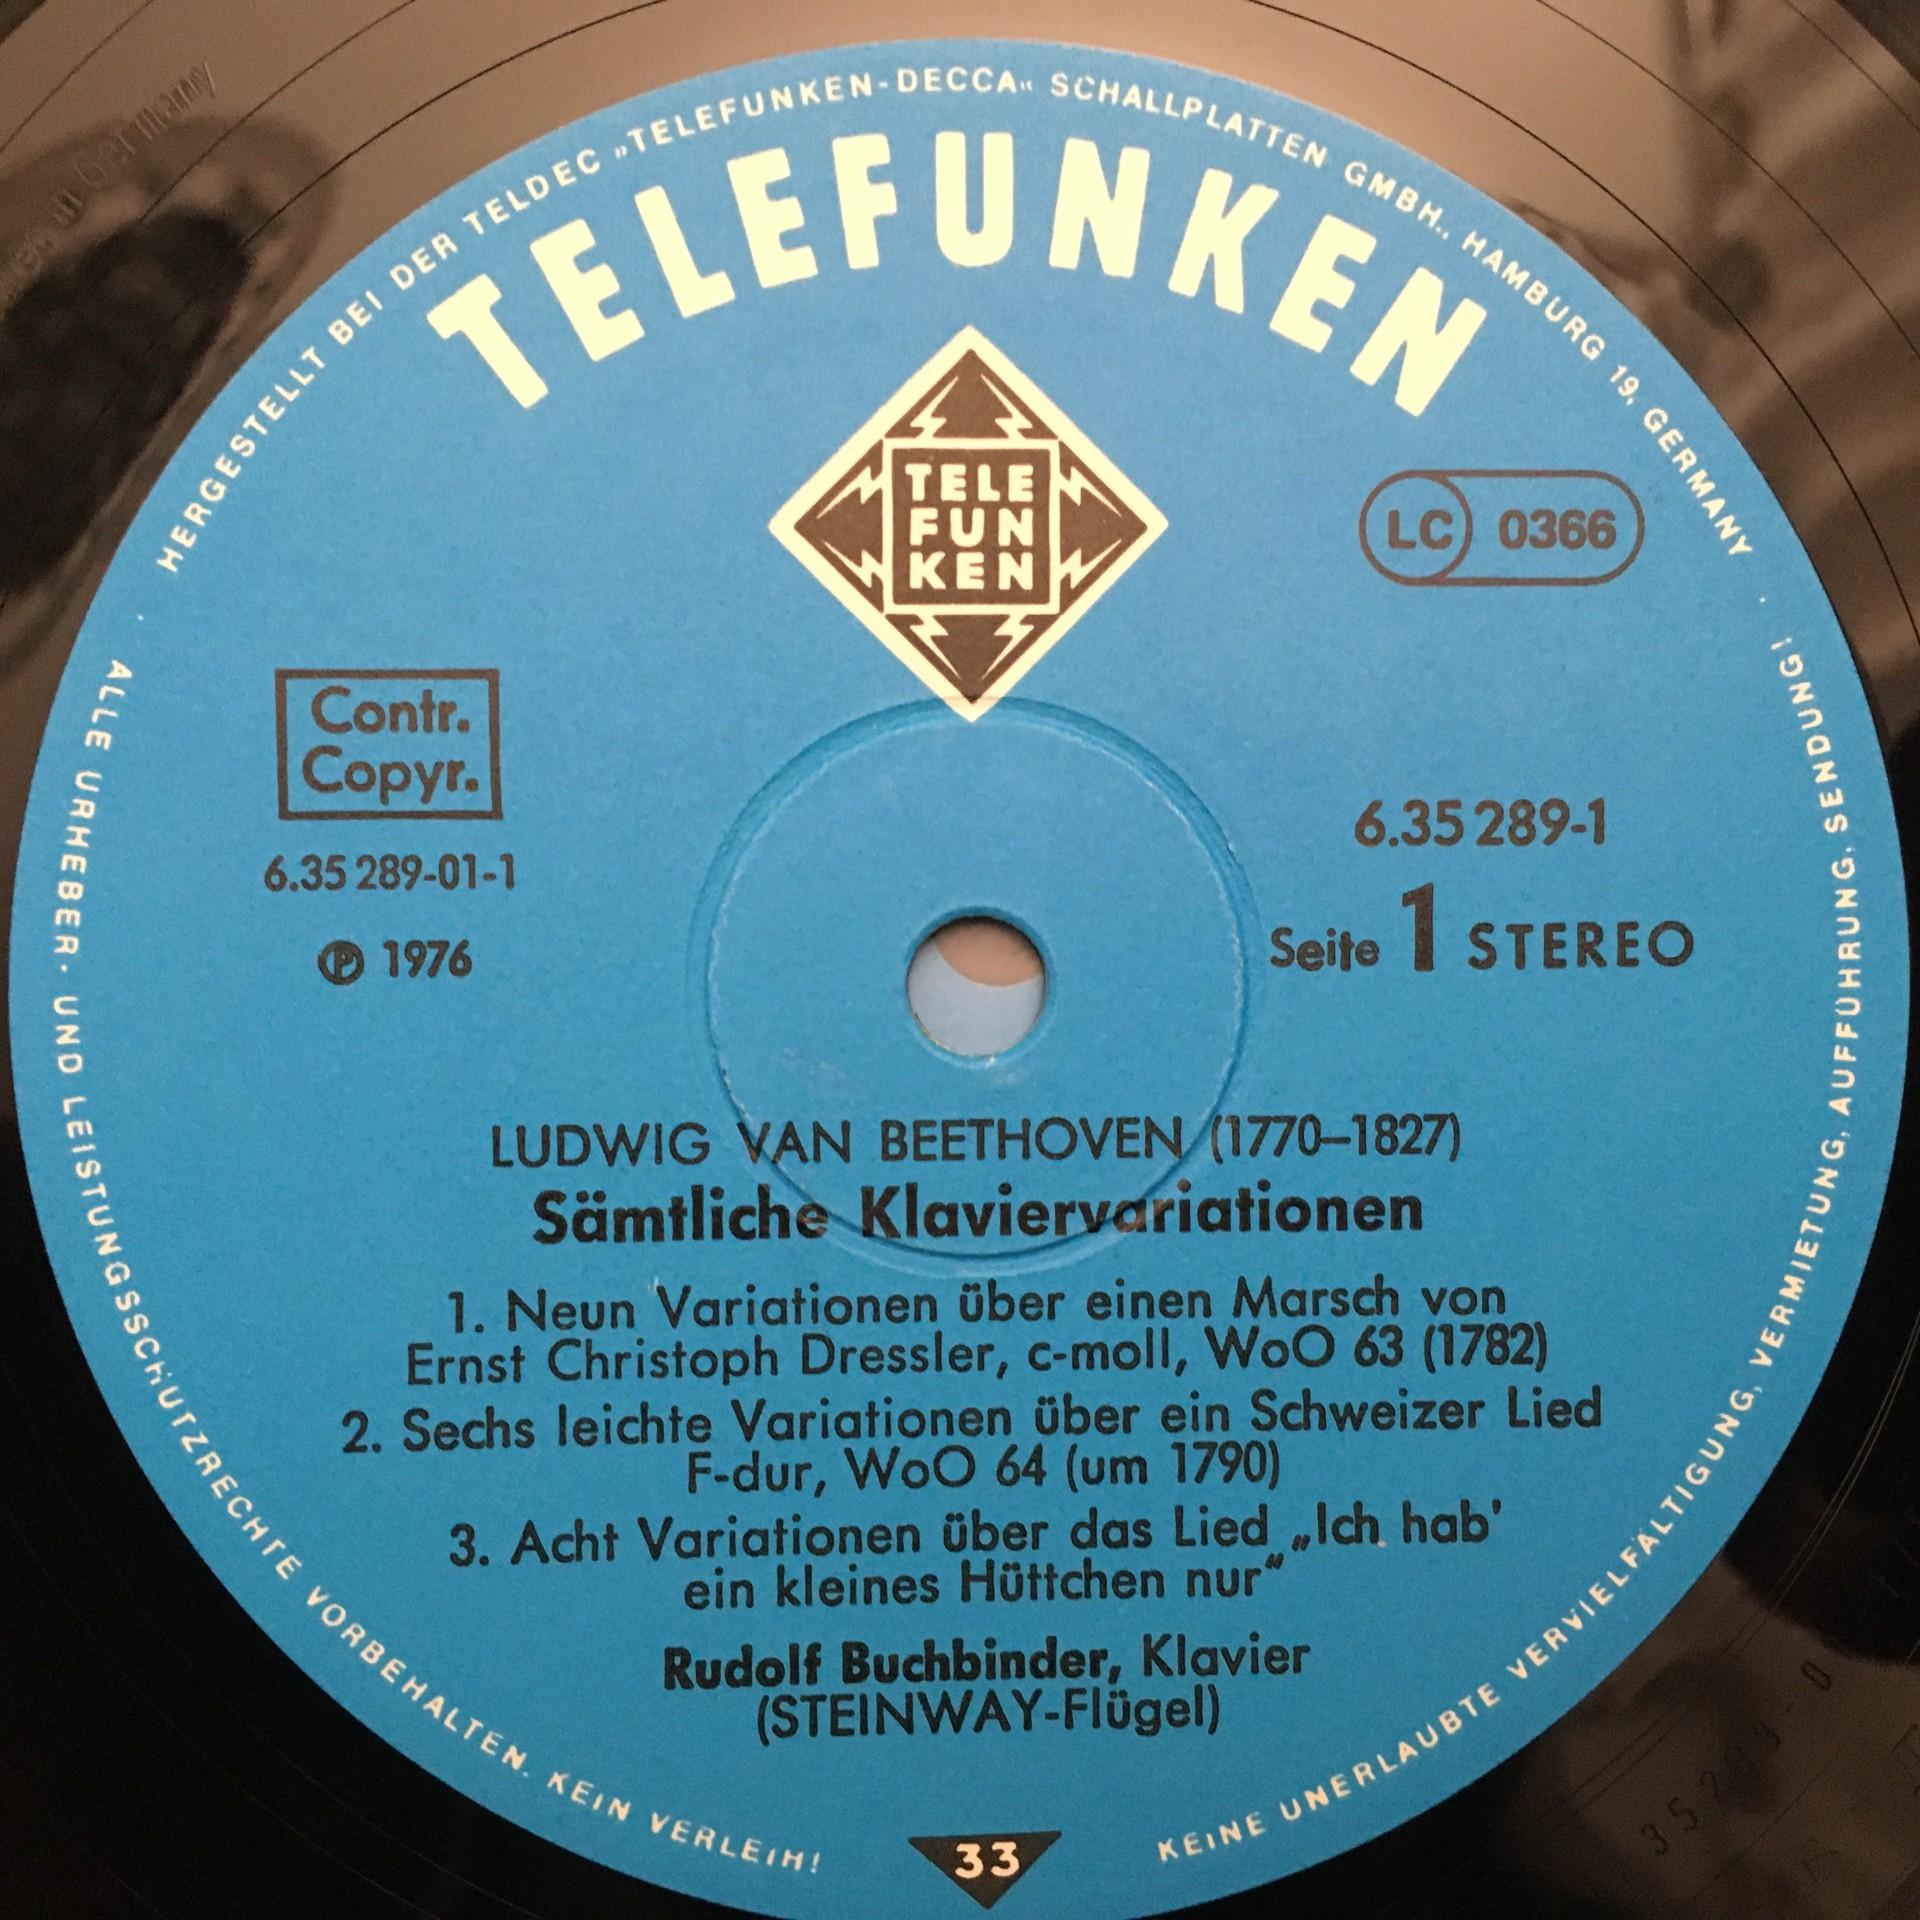 HERGESTELLT BEI DER TELDEC „TELEFUNKEN-DECCA“ SCHALLPLATTEN GMBH., HAMBURG 19, GERMANY
TELEFUNKEN
TELE
FUN
KEN
LC 0366
Contr.
Copyr.
6.35 289-01-1
℗ 1976
6.35 289-1
Seite 1 STEREO
LUDWIG VAN BEETHOVEN (1770–1827)
Sämtliche Klaviervariationen
1. Neun Variationen über einen Marsch von
Ernst Christoph Dressler, c-moll, WoO 63 (1782)
2. Sechs leichte Variationen über ein Schweizer Lied
F-dur, WoO 64 (um 1790)
3. Acht Variationen über das Lied „Ich hab'
ein kleines Hüttchen nur“
Rudolf Buchbinder, Klavier
(STEINWAY-Flügel)
33
ALLE URHEBER- UND LEISTUNGSSCHUTZRECHTE VORBEHALTEN. KEIN VERLEIH!
KEINE UNERLAUBTE VERVIELFÄLTIGUNG, VERMIETUNG, AUFFÜHRUNG, SENDUNG!